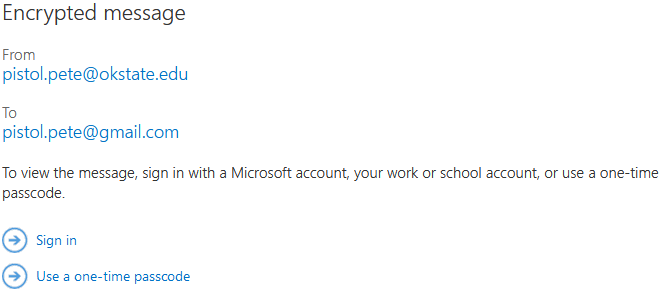 Encrypted message
From
pistol.pete@okstate.edu
To
pistol.pete@gmail.com
To view the message, sign in with a Microsoft account, your work or school account, or use a one-time
passcode.
Sign in
Use a one-time passcode